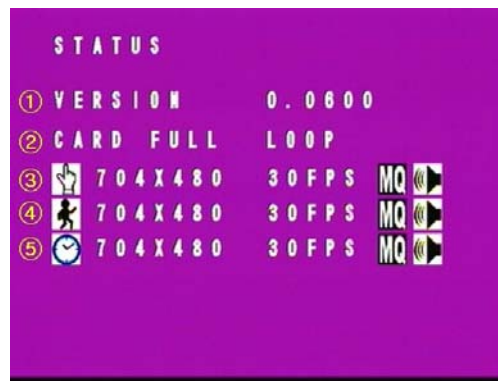 STATUS
① VERSION 0.0600
② CARD FULL LOOP
③ 704X480 30FPS MQ
④ 704X480 30FPS MQ
⑤ 704X480 30FPS MQ